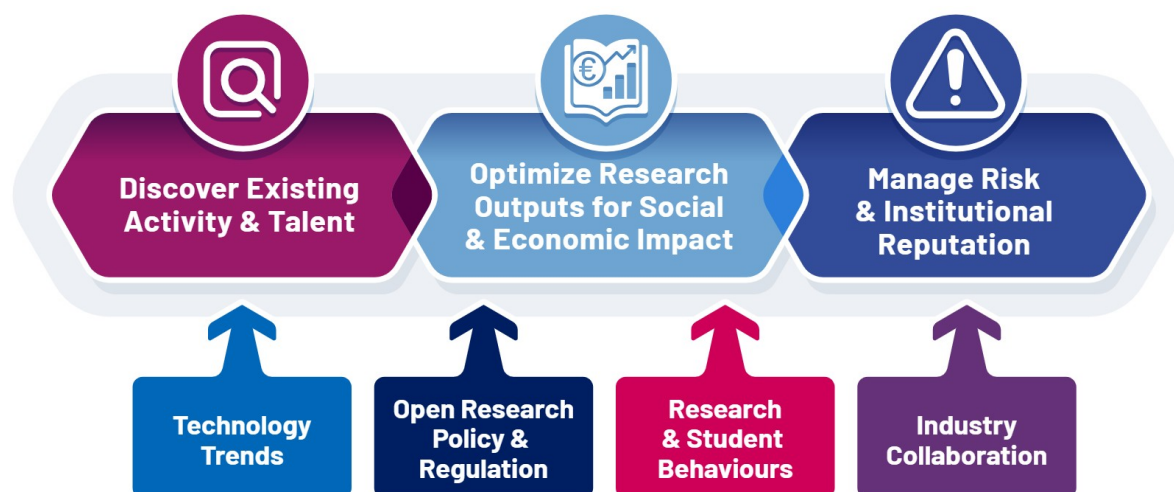 €
Discover Existing
Activity & Talent
Optimize Research
Outputs for Social
& Economic Impact
Manage Risk
& Institutional
Reputation
Technology
Trends
Open Research
Policy &
Regulation
Research
& Student
Behaviours
Industry
Collaboration